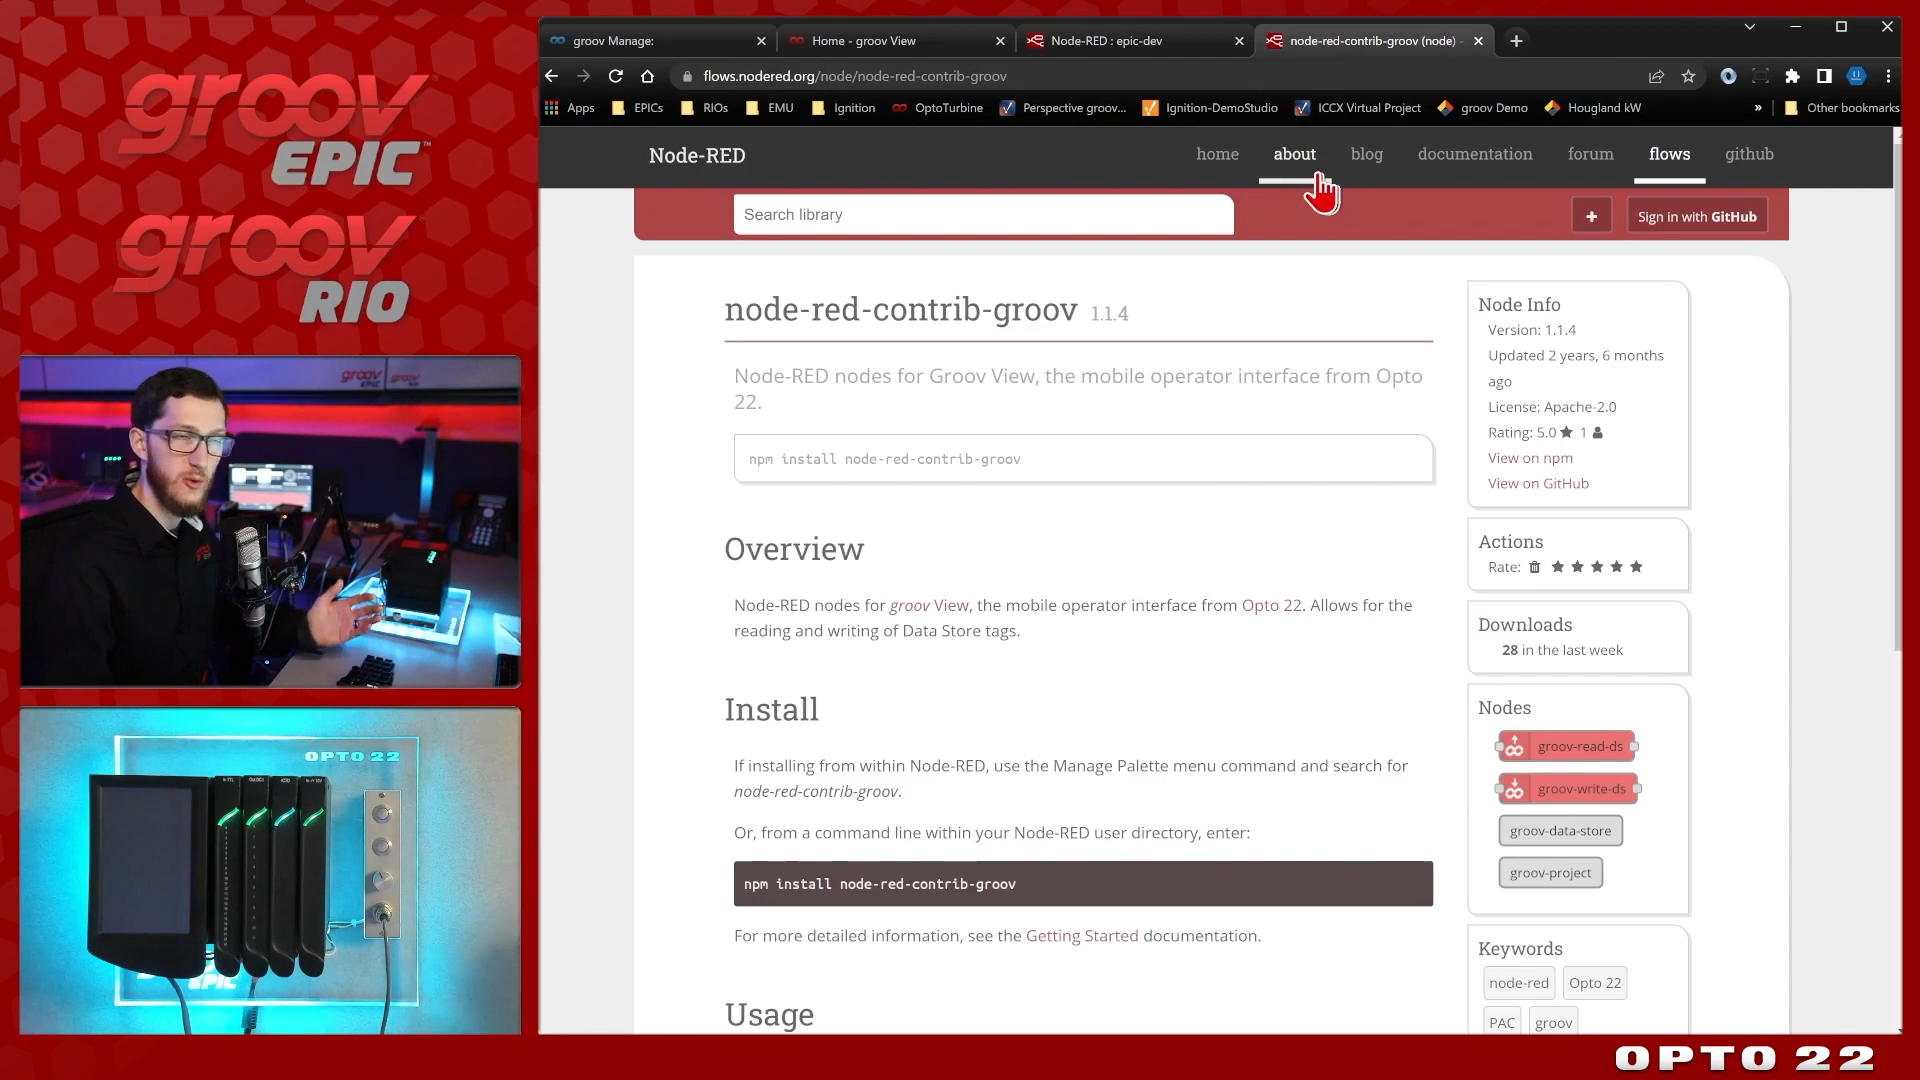 groov
EPIC™
groov
RIO
groov Manage:
Home - groov View
Node-RED : epic-dev
node-red-contrib-groov (node) -
flows.nodered.org/node/node-red-contrib-groov
Apps
EPICs
RIOs
EMU
Ignition
OptoTurbine
Perspective groov...
Ignition-DemoStudio
ICCX Virtual Project
groov Demo
Hougland kW
»
Other bookmarks
Node-RED
home
about
blog
documentation
forum
flows
github
Search library
+
Sign in with GitHub
node-red-contrib-groov 1.1.4
Node-RED nodes for Groov View, the mobile operator interface from Opto
22.
npm install node-red-contrib-groov
Overview
Node-RED nodes for groov View, the mobile operator interface from Opto 22. Allows for the
reading and writing of Data Store tags.
Install
If installing from within Node-RED, use the Manage Palette menu command and search for
node-red-contrib-groov.
Or, from a command line within your Node-RED user directory, enter:
npm install node-red-contrib-groov
For more detailed information, see the Getting Started documentation.
Usage
Node Info
Version: 1.1.4
Updated 2 years, 6 months
ago
License: Apache-2.0
Rating: 5.0 ★ 1
View on npm
View on GitHub
Actions
Rate: ★ ★ ★ ★ ★
Downloads
28 in the last week
Nodes
groov-read-ds
groov-write-ds
groov-data-store
groov-project
Keywords
node-red
Opto 22
PAC
groov
groov
EPIC
groov
OPTO 22
EPIC
OPTO 22